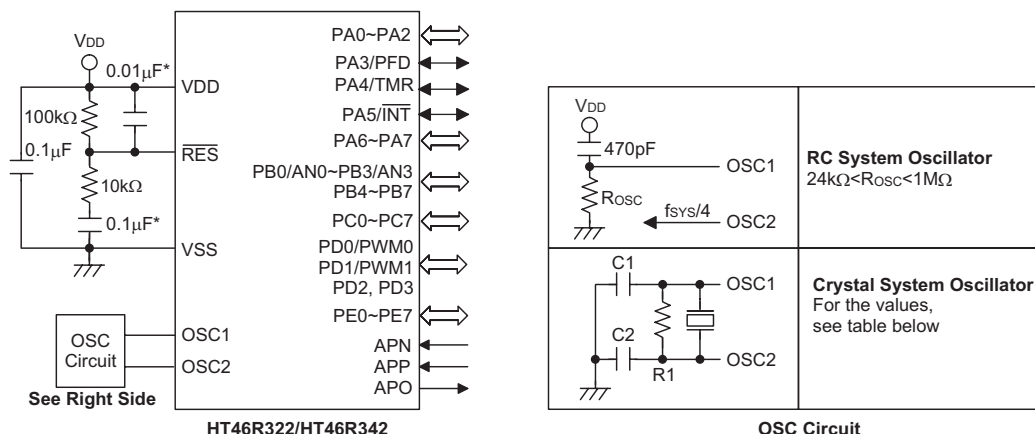 VDD
0.01μF*
VDD
100kΩ
0.1μF
RES
10kΩ
0.1μF*
VSS
OSC
Circuit
OSC1
OSC2
See Right Side
PA0~PA2
PA3/PFD
PA4/TMR
PA5/INT
PA6~PA7
PB0/AN0~PB3/AN3
PB4~PB7
PC0~PC7
PD0/PWM0
PD1/PWM1
PD2, PD3
PE0~PE7
APN
APP
APO
HT46R322/HT46R342
VDD
470pF
OSC1
ROSC
fSYS/4
OSC2
RC System Oscillator
24kΩ<ROSC<1MΩ
C1
OSC1
C2
OSC2
R1
Crystal System Oscillator
For the values,
see table below
OSC Circuit